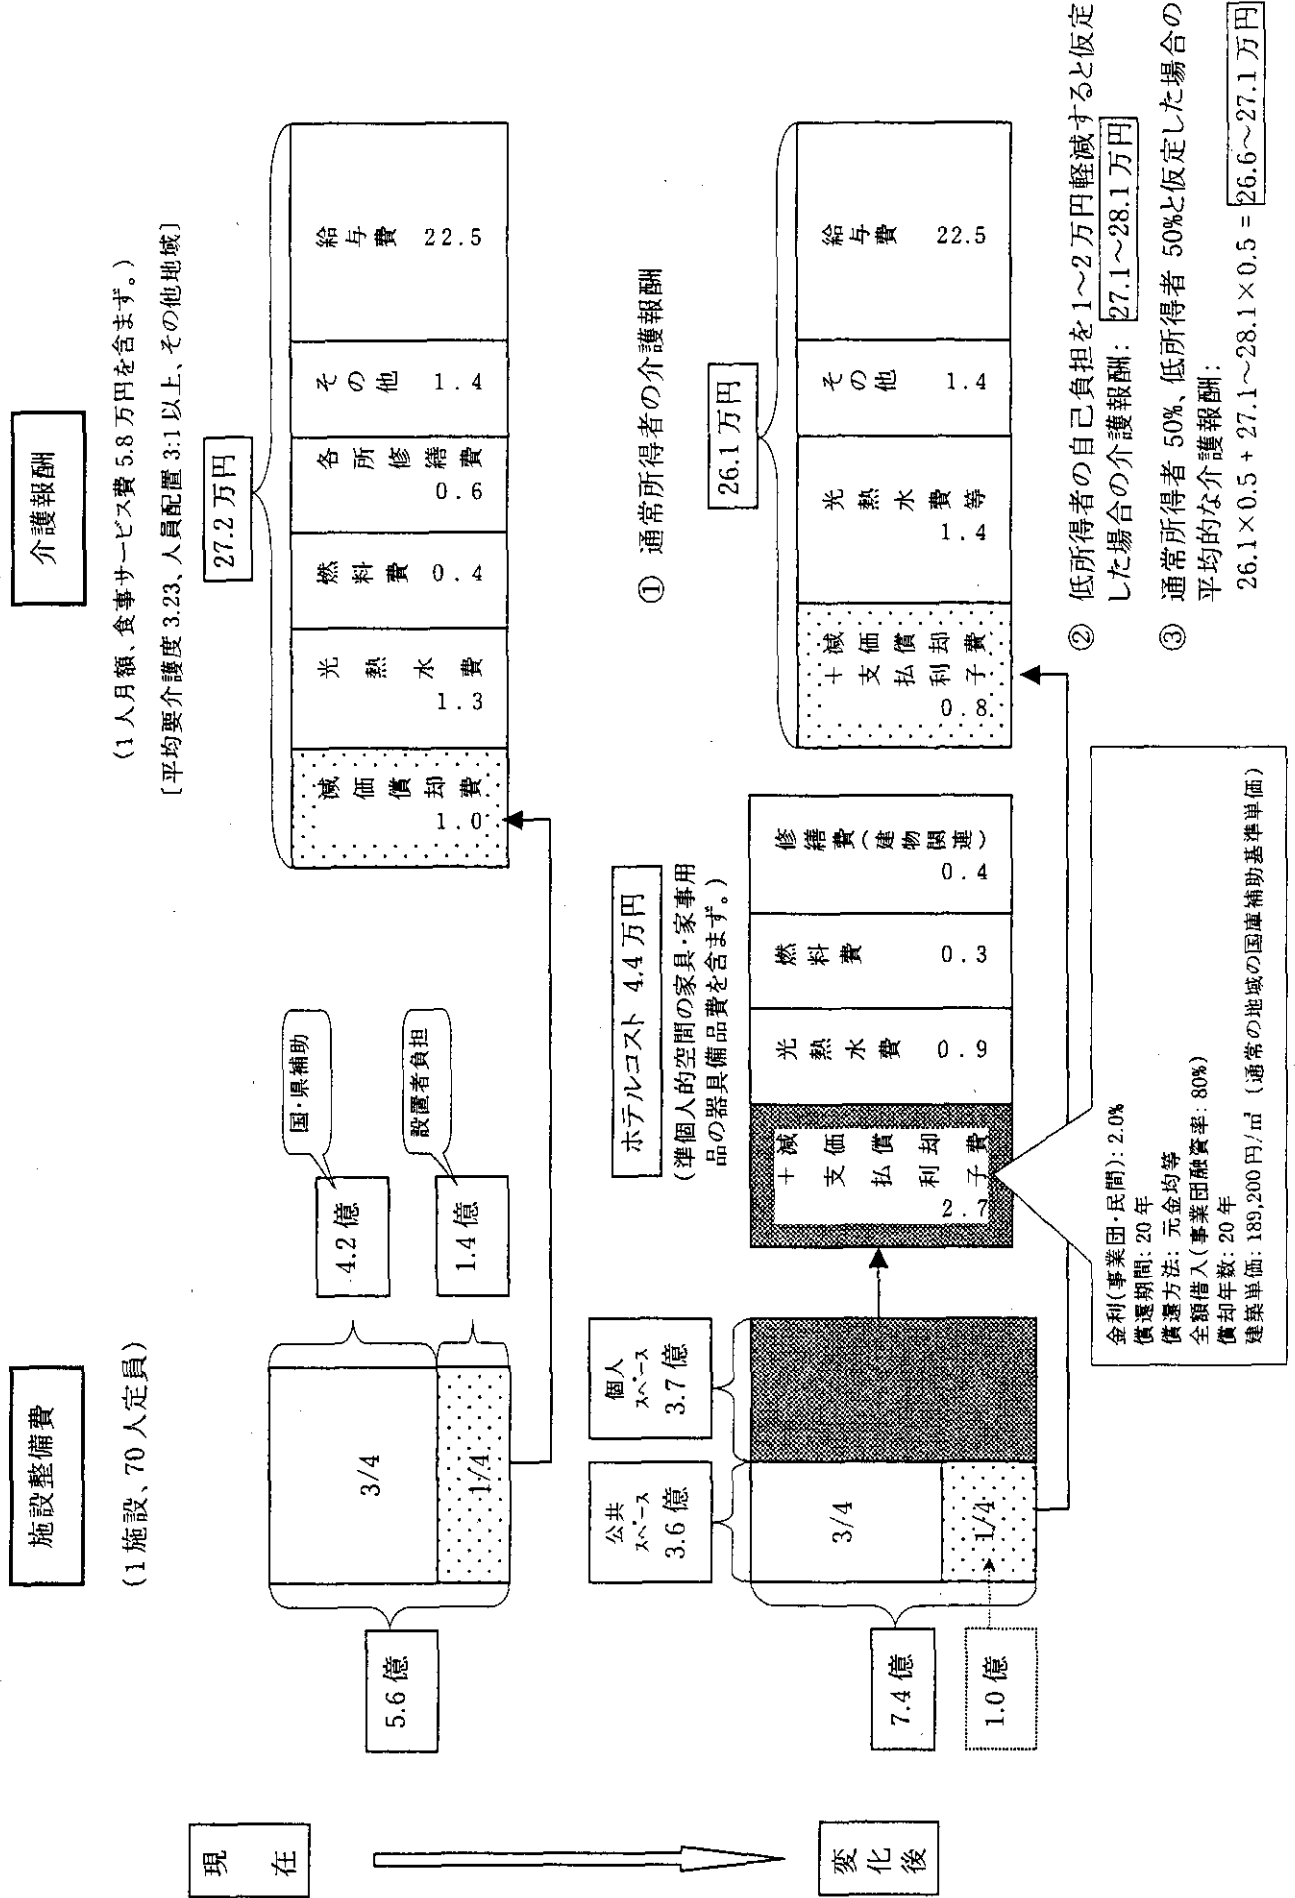 施設整備費
(1施設、70人定員)
介護報酬
(1人月額、食事サービス費5.8万円を含まず。)
[平均要介護度3.23、人員配置3:1以上、その他地域]
現在
5.6億
3/4
1/4
4.2億
国・県補助
1.4億
設置者負担
27.2万円
減価償却費
1.0
光熱水費
1.3
燃料費
0.4
各所修繕費
0.6
その他
1.4
給与費
22.5
変化後
7.4億
1.0億
公共
スペース
3.6億
個人
スペース
3.7億
3/4
1/4
ホテルコスト 4.4万円
(準個人的空間の家具・家事用
品の器具備品費を含まず。)
減価償却費
+支払利子
2.7
光熱水費
0.9
燃料費
0.3
修繕費(建物関連)
0.4
① 通常所得者の介護報酬
26.1万円
減価償却費
+支払利子
0.8
光熱水費等
1.4
その他
1.4
給与費
22.5
② 低所得者の自己負担を1~2万円軽減すると仮定
した場合の介護報酬: 27.1~28.1万円
③ 通常所得者50%、低所得者50%と仮定した場合の
平均的な介護報酬:
26.1×0.5 + 27.1~28.1×0.5 = 26.6~27.1万円
金利(事業団・民間): 2.0%
償還期間: 20年
償還方法: 元金均等
全額借入(事業団融資率: 80%)
償却年数: 20年
建築単価: 189,200円/㎡ (通常の地域の国庫補助基準単価)